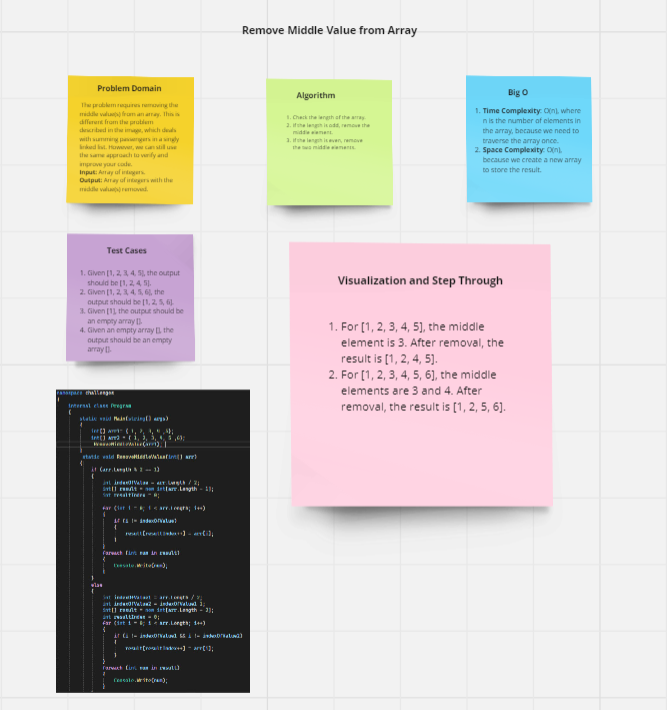 Remove Middle Value from Array
Problem Domain
The problem requires removing the
middle value(s) from an array. This is
different from the problem
described in the image, which deals
with summing passengers in a singly
linked list. However, we can still use
the same approach to verify and
improve your code.
Input: Array of integers.
Output: Array of integers with the
middle value(s) removed.
Algorithm
1. Check the length of the array.
2. If the length is odd, remove the
middle element.
3. If the length is even, remove
the two middle elements.
Big O
1. Time Complexity: O(n), where
n is the number of elements in
the array, because we need to
traverse the array once.
2. Space Complexity: O(n),
because we create a new array
to store the result.
Test Cases
1. Given [1, 2, 3, 4, 5], the output
should be [1, 2, 4, 5].
2. Given [1, 2, 3, 4, 5, 6], the
output should be [1, 2, 5, 6].
3. Given [1], the output should be
an empty array [].
4. Given an empty array [], the
output should be an empty
array [].
Visualization and Step Through
1. For [1, 2, 3, 4, 5], the middle
element is 3. After removal, the
result is [1, 2, 4, 5].
2. For [1, 2, 3, 4, 5, 6], the middle
elements are 3 and 4. After
removal, the result is [1, 2, 5, 6].
namespace challenges
{
internal class Program
{
static void Main(string[] args)
{
int[] arr1= { 1, 2, 3, 4 ,5};
int[] arr2 = { 1, 2, 3, 4, 5 ,6};
RemoveMiddleValue(arr1);
}
static void RemoveMiddleValue(int[] arr)
{
if (arr.Length % 2 == 1)
{
int indexOfValue = arr.Length / 2;
int[] result = new int[arr.Length - 1];
int resultIndex = 0;
for (int i = 0; i < arr.Length; i++)
{
if (i != indexOfValue)
{
result[resultIndex++] = arr[i];
}
}
foreach (int num in result)
{
Console.Write(num);
}
}
else
{
int indexOfValue1 = arr.Length / 2;
int indexOfValue2 = indexOfValue1
int[] result = new int[arr.Length - 2];
int resultIndex = 0;
for (int i = 0; i < arr.Length; i++)
{
if (i != indexOfValue1 && i != indexOfValue2)
{
result[resultIndex++] = arr[i];
}
}
foreach (int num in result)
{
Console.Write(num);
}